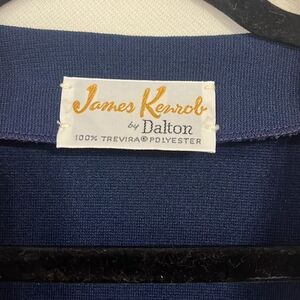 James Kenrob
by Dalton
100% TREVIRA® POLYESTER